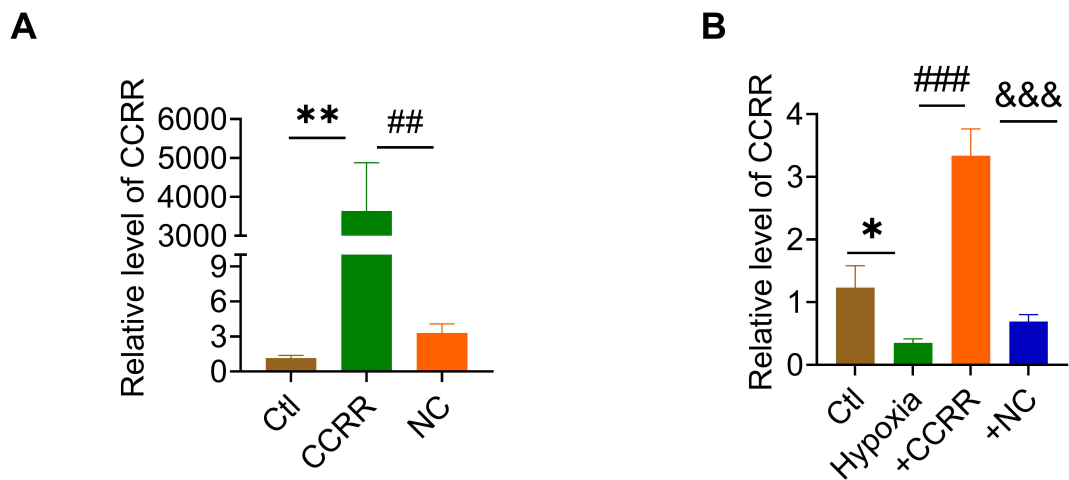 A
Relative level of CCRR
6000
5000
4000
3000
9
6
3
0
**
##
Ctl
CCRR
NC
B
Relative level of CCRR
4
3
2
1
0
*
###
&&&
Ctl
Hypoxia
+CCRR
+NC